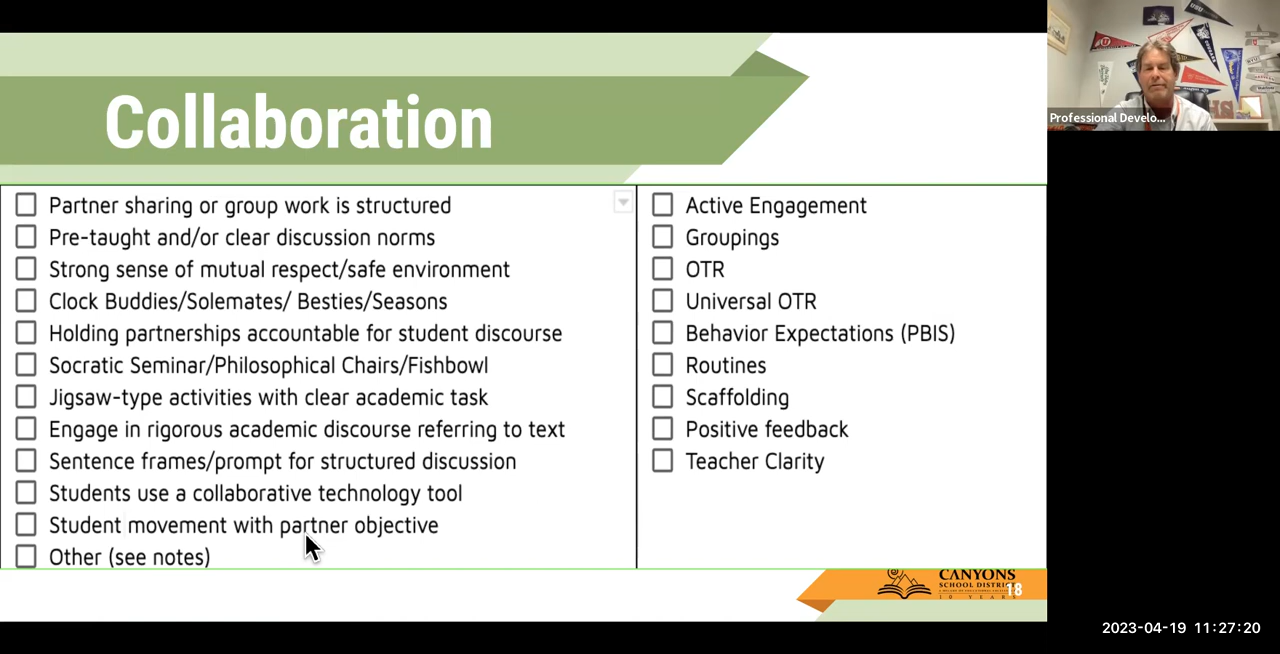 Collaboration
Partner sharing or group work is structured
Pre-taught and/or clear discussion norms
Strong sense of mutual respect/safe environment
Clock Buddies/Solemates/ Besties/Seasons
Holding partnerships accountable for student discourse
Socratic Seminar/Philosophical Chairs/Fishbowl
Jigsaw-type activities with clear academic task
Engage in rigorous academic discourse referring to text
Sentence frames/prompt for structured discussion
Students use a collaborative technology tool
Student movement with partner objective
Other (see notes)
Active Engagement
Groupings
OTR
Universal OTR
Behavior Expectations (PBIS)
Routines
Scaffolding
Positive feedback
Teacher Clarity
CANYONS
SCHOOL DISTRI
18
Professional Develo...
USU
2023-04-19 11:27:20